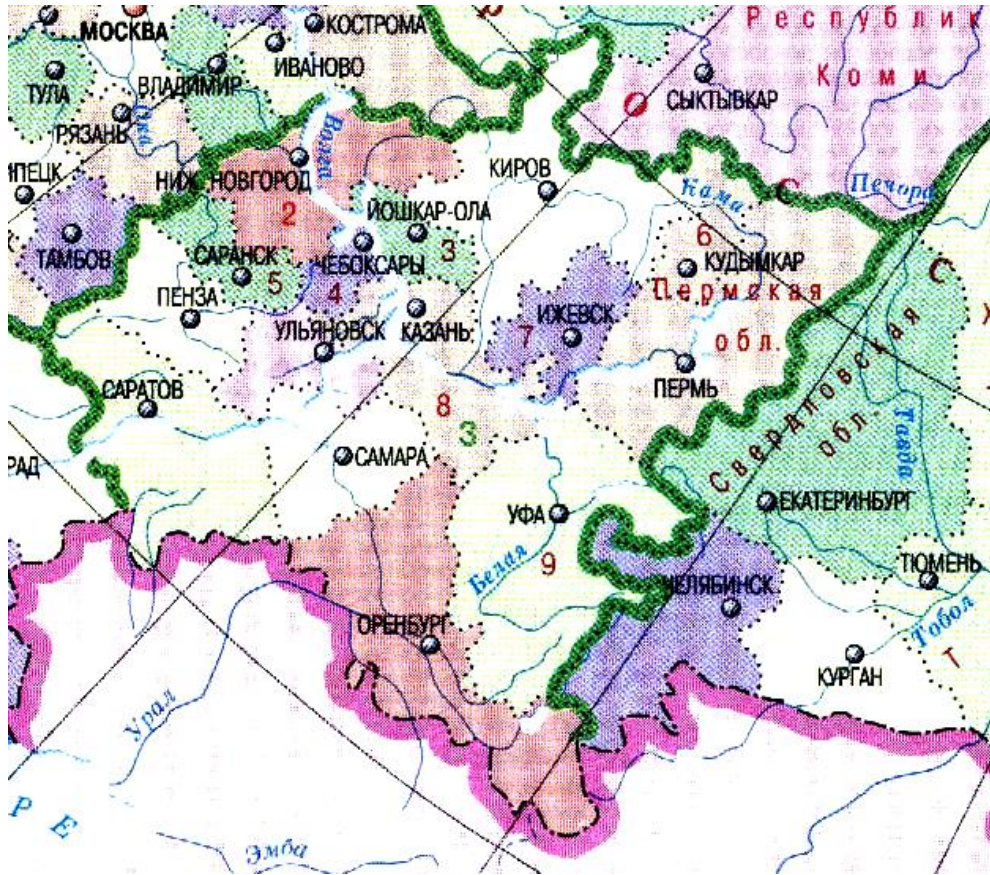 Республик
КОСТРОМА
МОСКВА
ИВАНОВО
Коми
ВЛАДИМИР
ТУЛА
СЫКТЫВКАР
О
РЯЗАНЬ
Ока
Волга
ИПЕЦК
НИЖ. НОВГОРОД
КИРОВ
Кама
С
Печора
2
ЙОШКАР-ОЛА
6
ТАМБОВ
САРАНСК
ЧЕБОКСАРЫ
3
КУДЫМКАР
С
5
4
Пермская
ПЕНЗА
УЛЬЯНОВСК
КАЗАНЬ
7
ИЖЕВСК
обл.
Х
ПЕРМЬ
САРАТОВ
8
Свердловская
3
обл
Тавда
РАД
САМАРА
УФА
ЕКАТЕРИНБУРГ
Белая
9
ТЮМЕНЬ
ЧЕЛЯБИНСК
Тобол
ОРЕНБУРГ
Т
КУРГАН
Урал
Р Е
Эмба